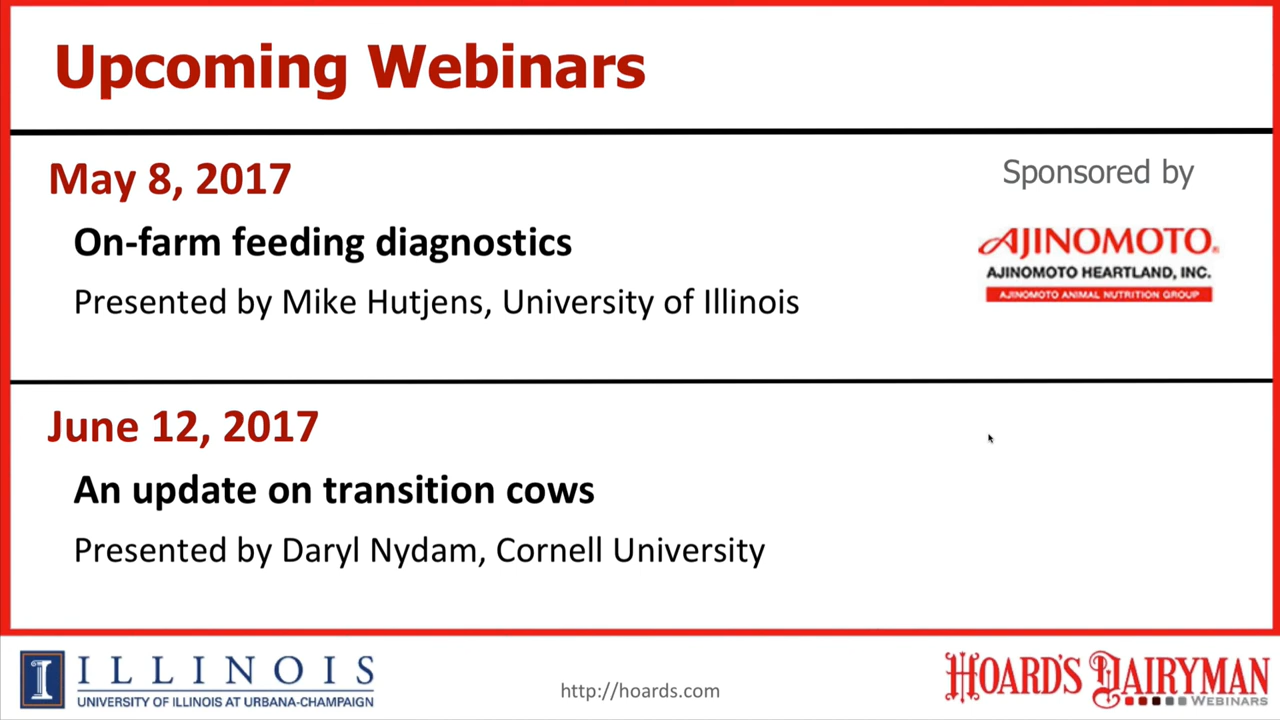 Upcoming Webinars
May 8, 2017
On-farm feeding diagnostics
Presented by Mike Hutjens, University of Illinois
Sponsored by
AJINOMOTO®
AJINOMOTO HEARTLAND, INC.
AJINOMOTO ANIMAL NUTRITION GROUP
June 12, 2017
An update on transition cows
Presented by Daryl Nydam, Cornell University
I ILLINOIS
UNIVERSITY OF ILLINOIS AT URBANA-CHAMPAIGN
http://hoards.com
HOARD'S DAIRYMAN
WEBINARS